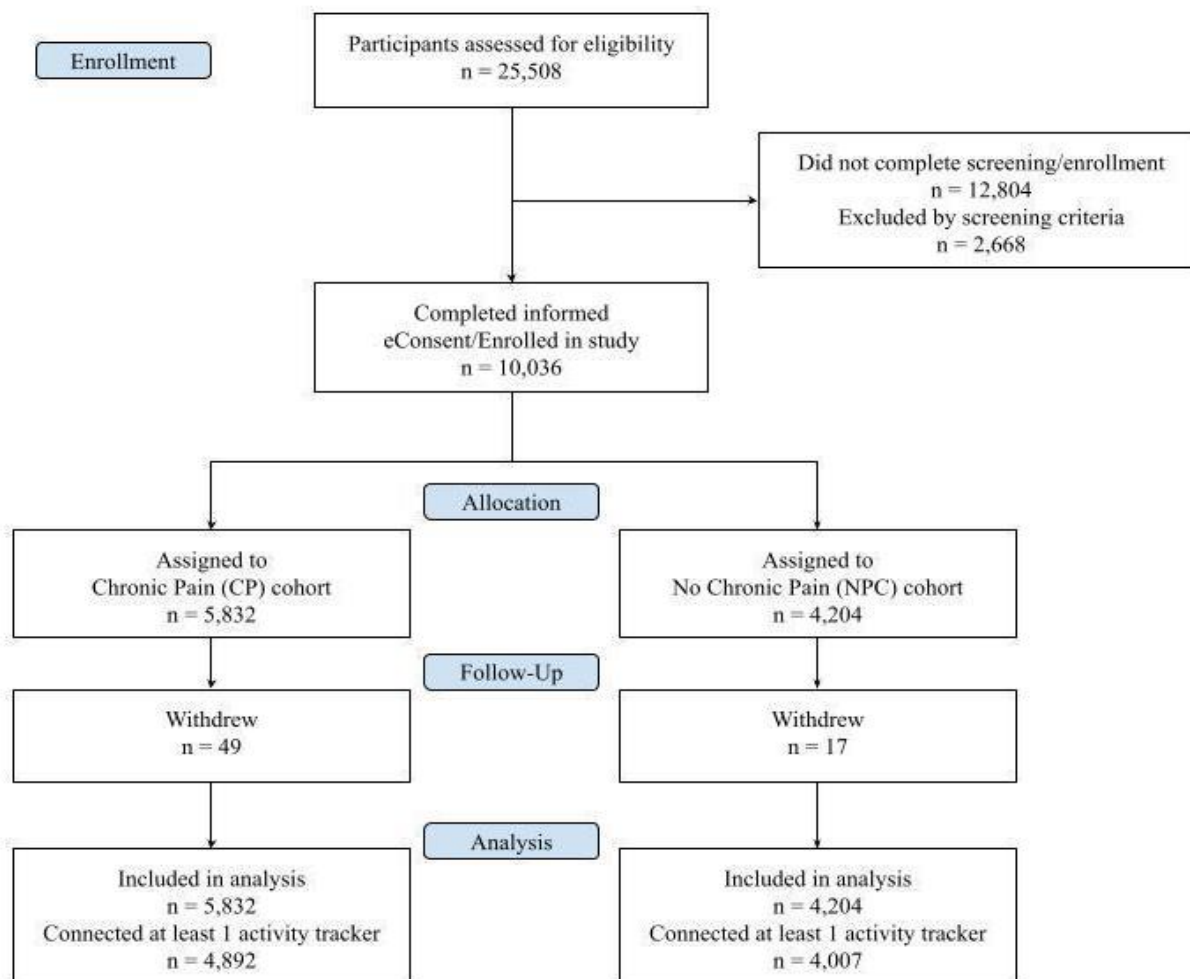 Enrollment
Participants assessed for eligibility
n = 25,508
Did not complete screening/enrollment
n = 12,804
Excluded by screening criteria
n = 2,668
Completed informed
eConsent/Enrolled in study
n = 10,036
Allocation
Assigned to
Chronic Pain (CP) cohort
n = 5,832
Assigned to
No Chronic Pain (NPC) cohort
n = 4,204
Follow-Up
Withdrew
n = 49
Withdrew
n = 17
Analysis
Included in analysis
n = 5,832
Connected at least 1 activity tracker
n = 4,892
Included in analysis
n = 4,204
Connected at least 1 activity tracker
n = 4,007